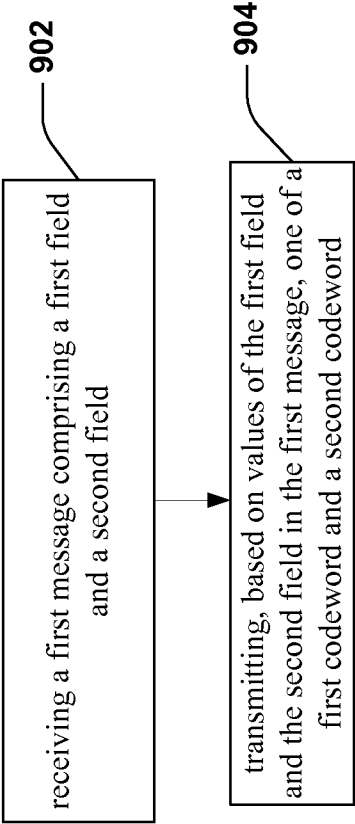 902
receiving a first message comprising a first field
and a second field
904
transmitting, based on values of the first field
and the second field in the first message, one of a
first codeword and a second codeword